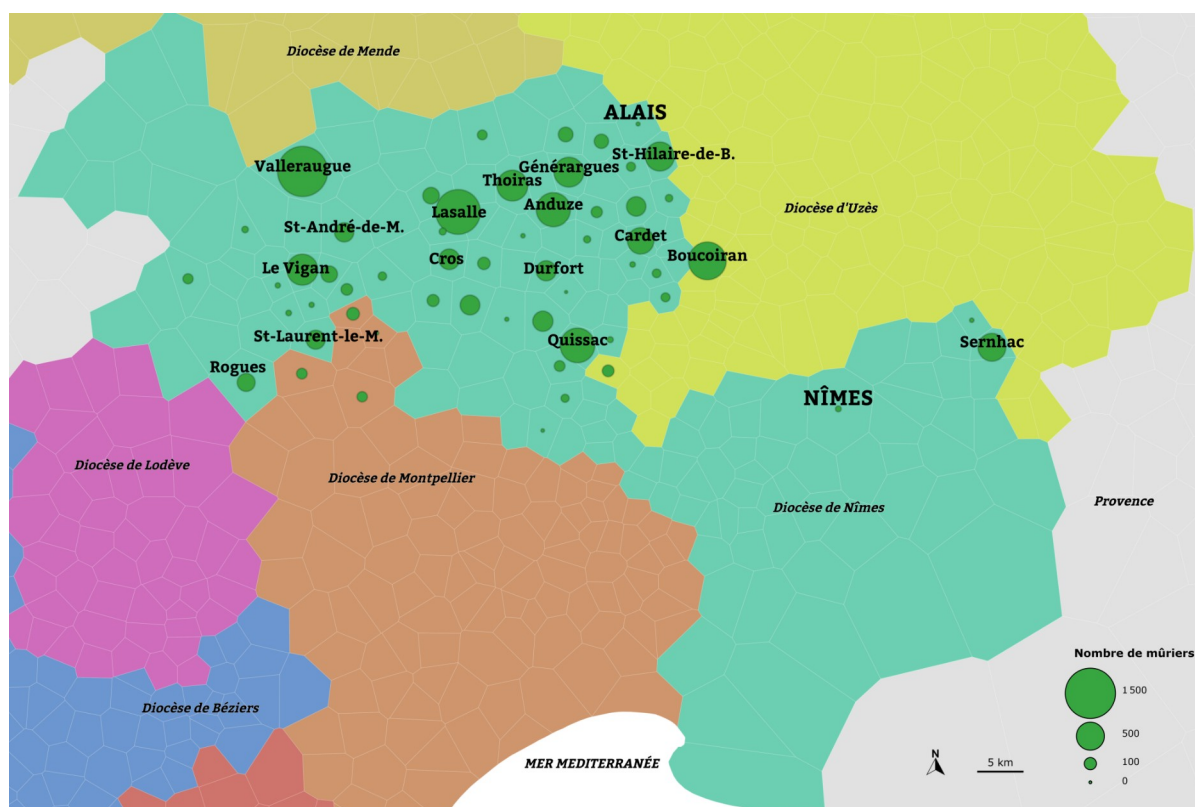 Diocèse de Mende
ALAIS
St-Hilaire-de-B.
Valleraugue
Générargues
Thoiras
Anduze
Lasalle
Diocèse d'Uzès
St-André-de-M.
Cardet
Boucoiran
Cros
Le Vigan
Durfort
St-Laurent-le-M.
Quissac
Sernhac
Rogues
NÎMES
Diocèse de Lodève
Diocèse de Montpellier
Provence
Diocèse de Nîmes
Diocèse de Béziers
MER MEDITERRANÉE
Nombre de mûriers
1 500
500
100
0
N
5 km